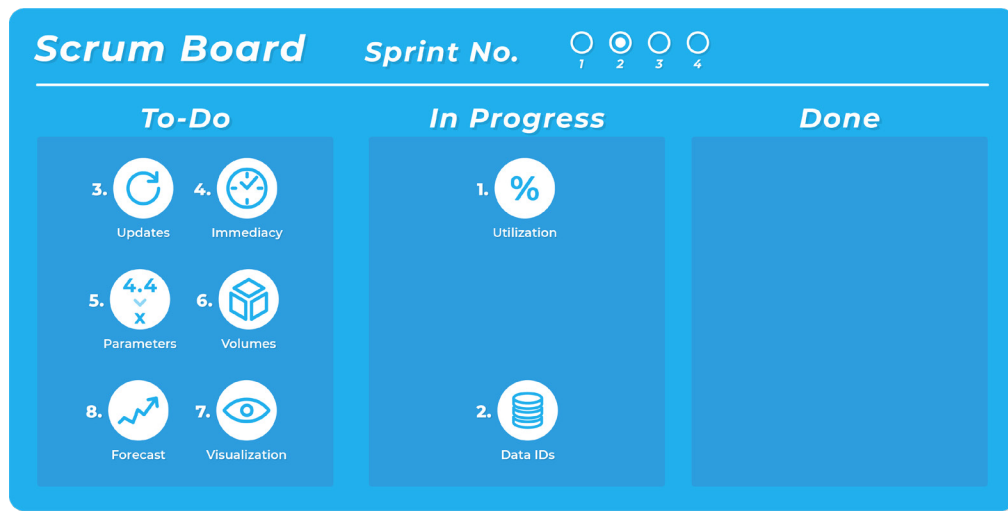 Scrum Board
Sprint No.
1 2 3 4
To-Do
In Progress
Done
3. 4.
Updates Immediacy
5. 4.4 x 6.
Parameters Volumes
8. 7.
Forecast Visualization
1. %
Utilization
2.
Data IDs